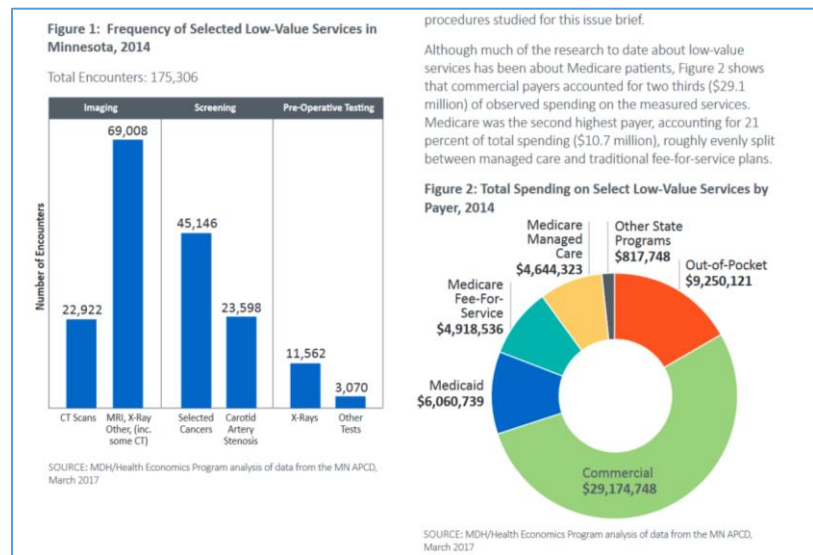 Figure 1: Frequency of Selected Low-Value Services in
Minnesota, 2014
Total Encounters: 175,306
Imaging
Screening
Pre-Operative Testing
Number of Encounters
22,922
69,008
45,146
23,598
11,562
3,070
CT Scans
MRI, X-Ray
Other, (inc.
some CT)
Selected
Cancers
Carotid
Artery
Stenosis
X-Rays
Other
Tests
SOURCE: MDH/Health Economics Program analysis of data from the MN APCD,
March 2017
procedures studied for this issue brief.
Although much of the research to date about low-value
services has been about Medicare patients, Figure 2 shows
that commercial payers accounted for two thirds ($29.1
million) of observed spending on the measured services.
Medicare was the second highest payer, accounting for 21
percent of total spending ($10.7 million), roughly evenly split
between managed care and traditional fee-for-service plans.
Figure 2: Total Spending on Select Low-Value Services by
Payer, 2014
Medicare
Managed
Care
$4,644,323
Other State
Programs
$817,748
Out-of-Pocket
$9,250,121
Medicare
Fee-For-
Service
$4,918,536
Medicaid
$6,060,739
Commercial
$29,174,748
SOURCE: MDH/Health Economics Program analysis of data from the MN APCD,
March 2017